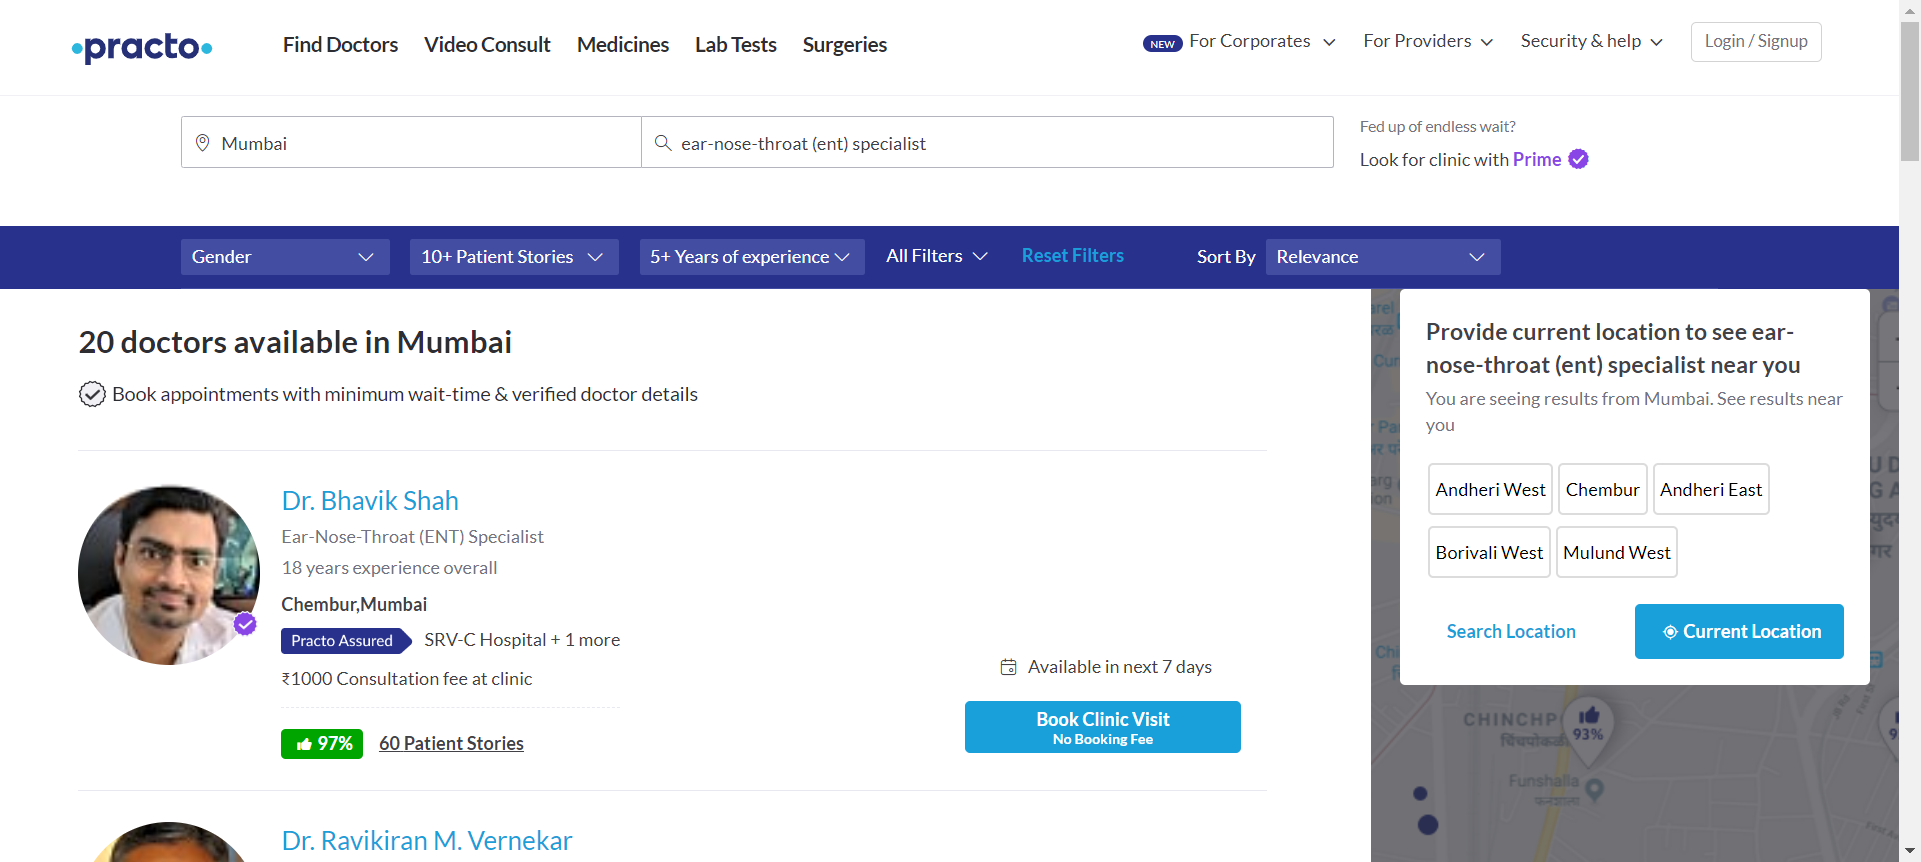 practo
Find Doctors
Video Consult
Medicines
Lab Tests
Surgeries
NEW For Corporates
For Providers
Security & help
Login / Signup
Mumbai
ear-nose-throat (ent) specialist
Fed up of endless wait?
Look for clinic with Prime
Gender
10+ Patient Stories
5+ Years of experience
All Filters
Reset Filters
Sort By
Relevance
20 doctors available in Mumbai
Book appointments with minimum wait-time & verified doctor details
Dr. Bhavik Shah
Ear-Nose-Throat (ENT) Specialist
18 years experience overall
Chembur,Mumbai
Practo Assured SRV-C Hospital + 1 more
₹1000 Consultation fee at clinic
97% 60 Patient Stories
Available in next 7 days
Book Clinic Visit
No Booking Fee
Dr. Ravikiran M. Vernekar
Provide current location to see ear-
nose-throat (ent) specialist near you
You are seeing results from Mumbai. See results near
you
Andheri West
Chembur
Andheri East
Borivali West
Mulund West
Search Location
Current Location
93%
Funshalla
फनशाला